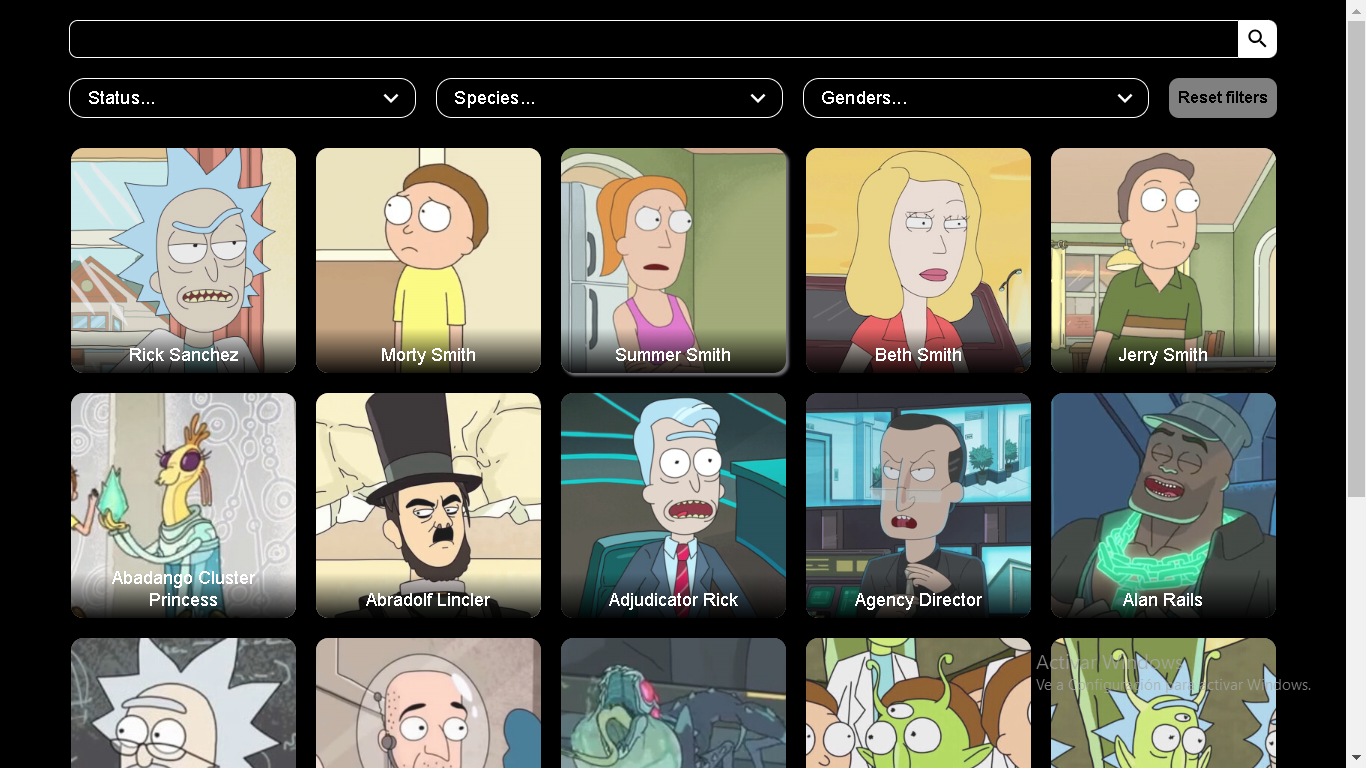 Status...
Species...
Genders...
Reset filters
Rick Sanchez
Morty Smith
Summer Smith
Beth Smith
Jerry Smith
Abadango Cluster
Princess
Abradolf Lincler
Adjudicator Rick
Agency Director
Alan Rails
Activar Windows
Ve a Configuración para activar Windows.